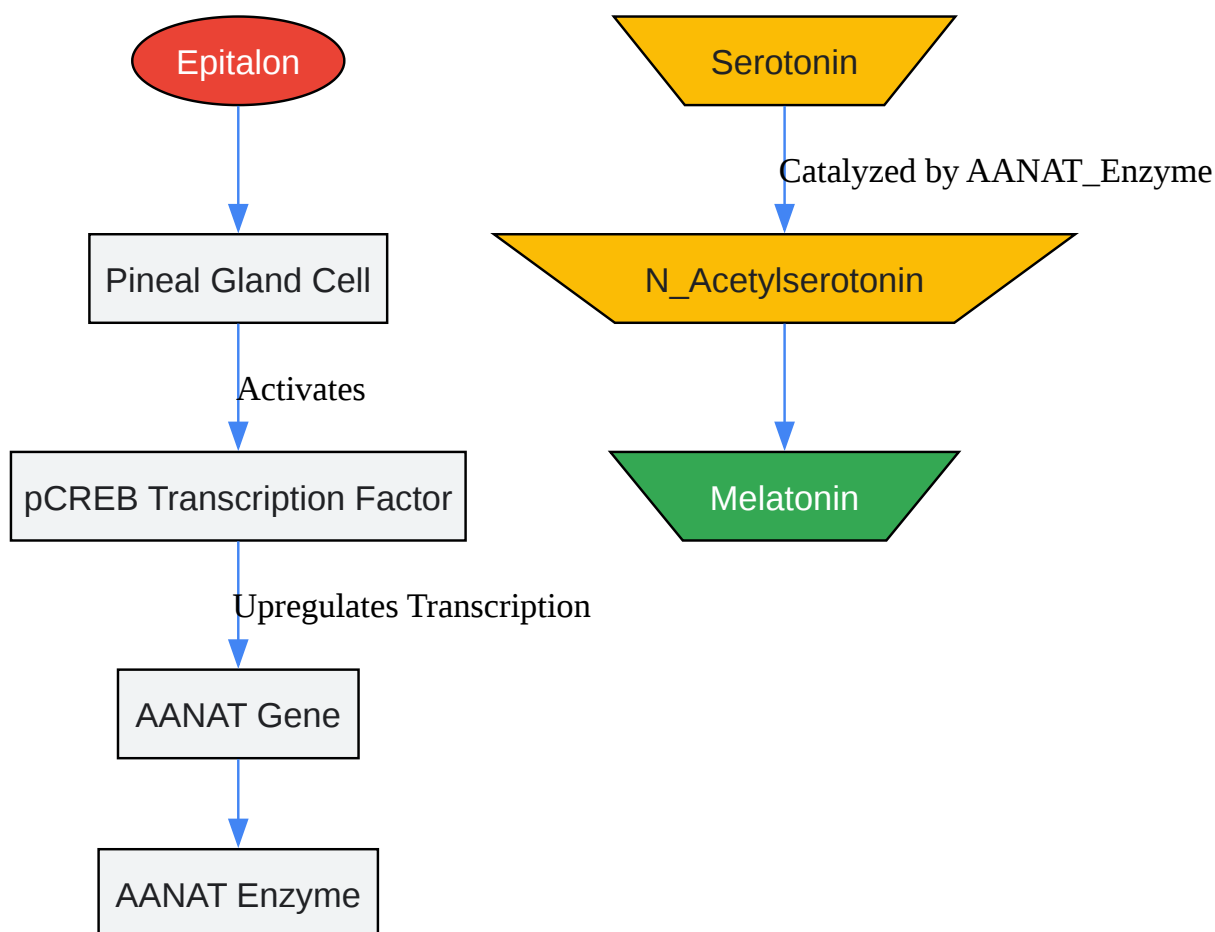 Epitalon
Pineal Gland Cell
Activates
pCREB Transcription Factor
Upregulates Transcription
AANAT Gene
AANAT Enzyme
Serotonin
Catalyzed by AANAT_Enzyme
N_Acetylserotonin
Melatonin